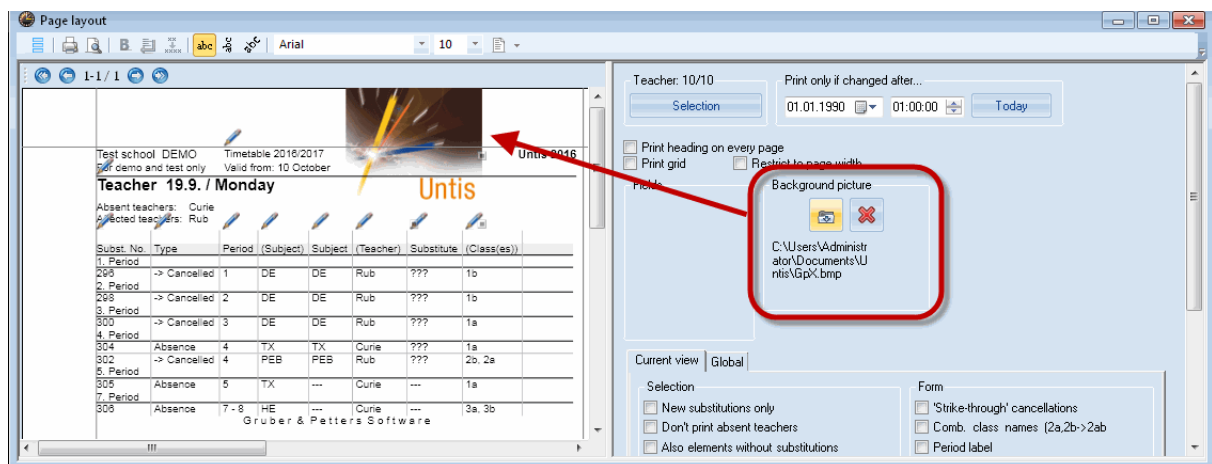 Page layout
B abc Arial 10
1-1 / 1
Test school DEMO Timetable 2016/2017 Untis 2016
For demo and test only Valid from: 10 October
Teacher 19.9. / Monday
Untis
Absent teachers: Curie
Affected teachers: Rub
Subst. No. Type Period (Subject) Subject (Teacher) Substitute (Class(es))
1. Period
296 -> Cancelled 1 DE DE Rub ??? 1b
2. Period
298 -> Cancelled 2 DE DE Rub ??? 1b
3. Period
300 -> Cancelled 3 DE DE Rub ??? 1a
4. Period
304 Absence 4 TX TX Curie ??? 1a
302 -> Cancelled 4 PEB PEB Rub ??? 2b, 2a
5. Period
305 Absence 5 TX --- Curie --- 1a
7. Period
306 Absence 7 - 8 HE --- Curie --- 3a, 3b
Gruber & Petters Software
Teacher: 10/10
Selection
Print only if changed after...
01.01.1990 01:00:00 Today
Print heading on every page
Print grid Restrict to page width
Fields
Background picture
C:\Users\Administr
ator\Documents\U
ntis\GpX.bmp
Current view Global
Selection
New substitutions only
Don't print absent teachers
Also elements without substitutions
Form
'Strike-through' cancellations
Comb. class names (2a,2b->2ab
Period label